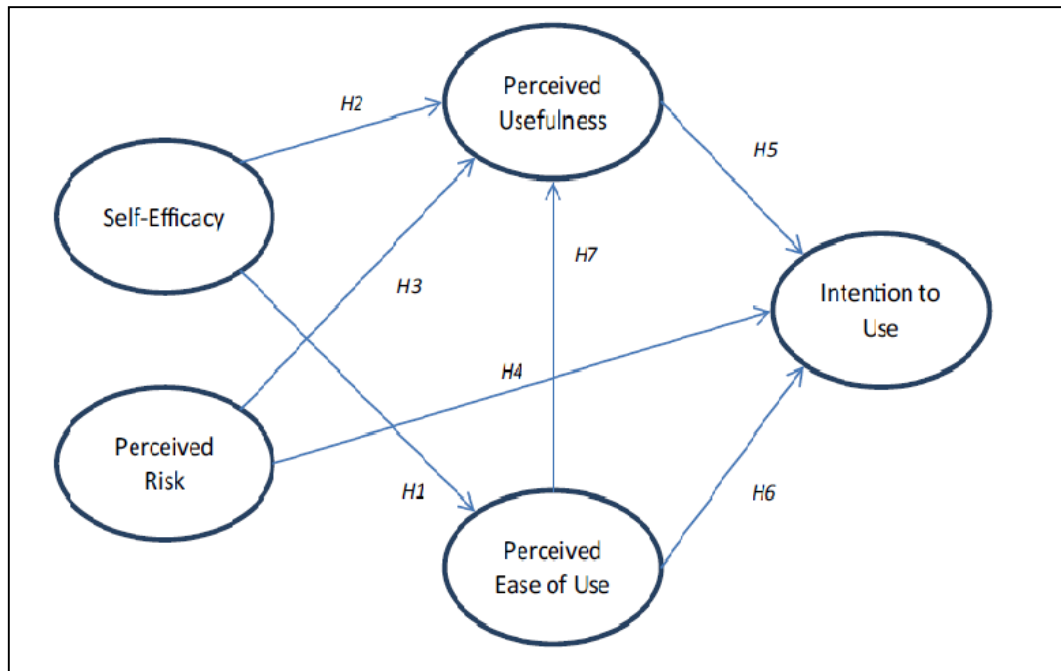 Perceived
Usefulness
H2
H5
Self-Efficacy
H7
H3
Intention to
Use
H4
Perceived
Risk
H1
H6
Perceived
Ease of Use